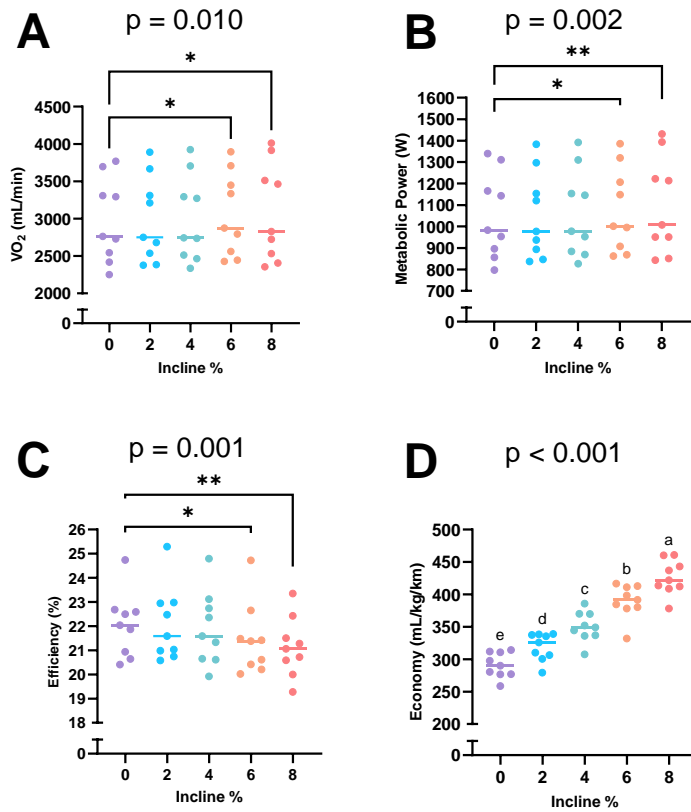 A
p = 0.010
*
*
VO₂ (mL/min)
4500
4000
3500
3000
2500
2000
0
0 2 4 6 8
Incline %
B
p = 0.002
**
*
Metabolic Power (W)
1600
1500
1400
1300
1200
1100
1000
900
800
700
0
0 2 4 6 8
Incline %
C
p = 0.001
**
*
Efficiency (%)
26
25
24
23
22
21
20
19
18
0
0 2 4 6 8
Incline %
D
p < 0.001
Economy (mL/kg/km)
500
450
400
350
300
250
200
0
e d c b a
0 2 4 6 8
Incline %